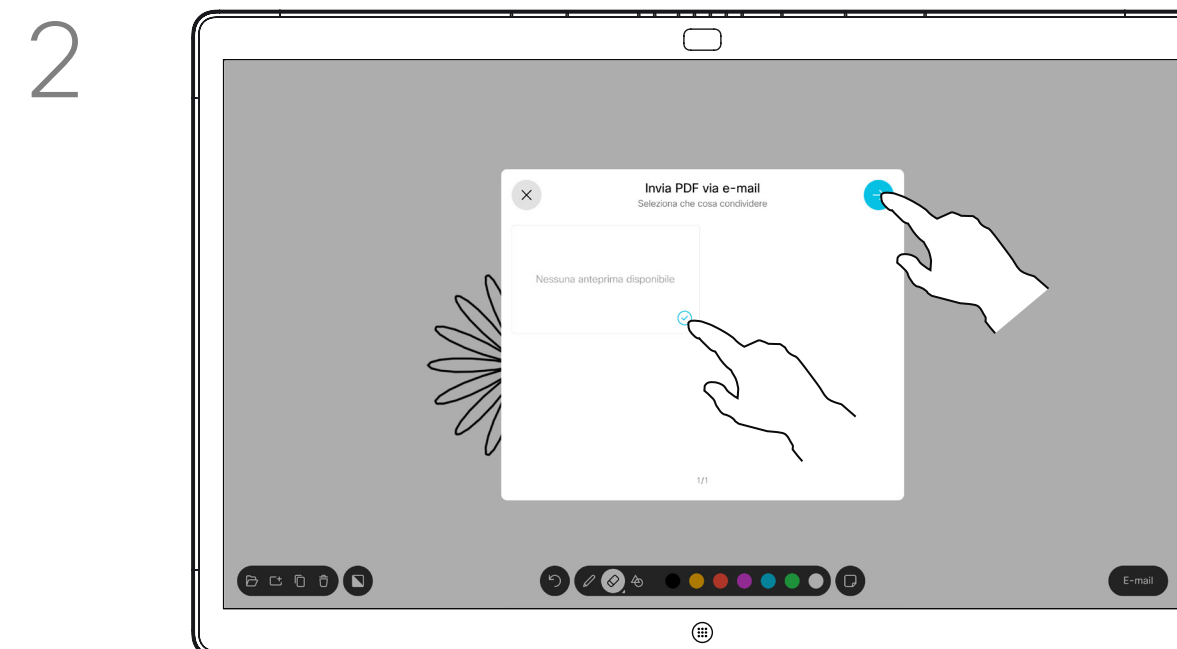 2
Invia PDF via e-mail
Seleziona che cosa condividere
Nessuna anteprima disponibile
1/1
E-mail